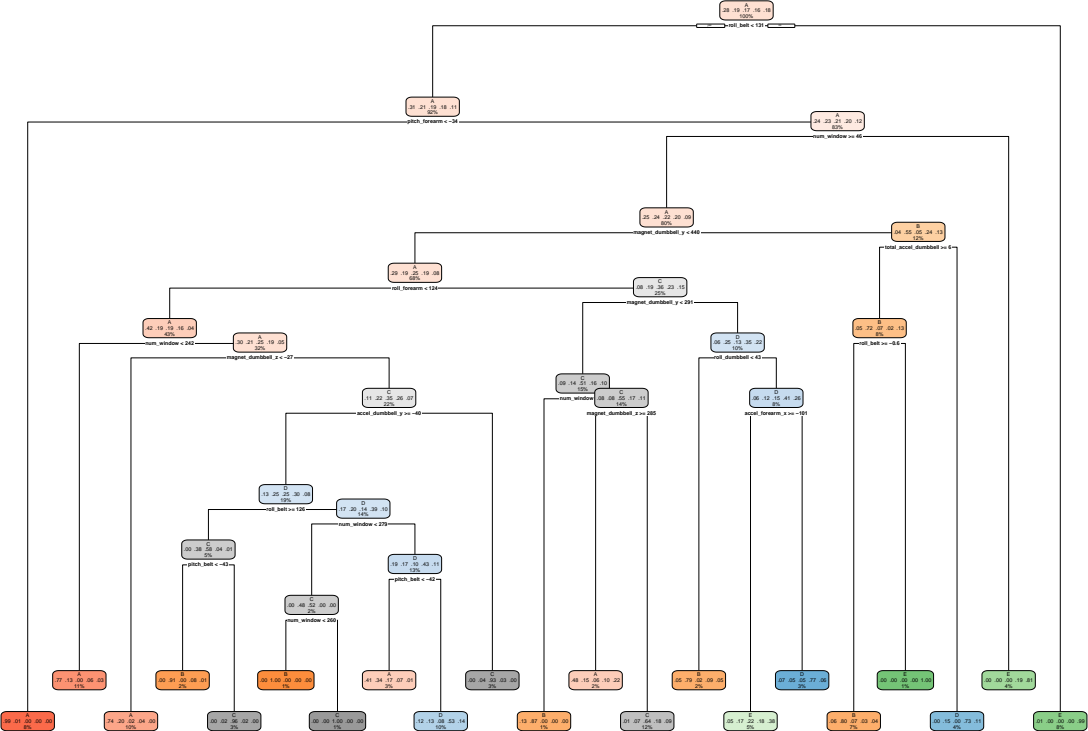 A
.28 .19 .17 .16 .18
100%
roll_belt < 131
A
.31 .21 .19 .18 .11
92%
pitch_forearm < −34
A
.24 .23 .21 .20 .12
83%
num_window >= 46
A
.25 .24 .22 .20 .09
80%
magnet_dumbbell_y < 440
B
.04 .55 .05 .24 .13
12%
total_accel_dumbbell >= 6
A
.29 .19 .25 .19 .08
68%
roll_forearm < 124
C
.08 .19 .36 .23 .15
25%
magnet_dumbbell_y < 291
A
.42 .19 .19 .16 .04
43%
num_window < 242
A
.30 .21 .25 .19 .05
32%
magnet_dumbbell_z < −27
D
.06 .25 .13 .35 .22
10%
roll_dumbbell < 43
B
.05 .72 .07 .02 .13
8%
roll_belt >= −0.6
C
.11 .22 .35 .26 .07
22%
accel_dumbbell_y >= −40
C
.09 .14 .51 .16 .10
15%
num_window
C
.08 .08 .55 .17 .11
14%
magnet_dumbbell_z >= 285
D
.06 .12 .15 .41 .26
8%
accel_forearm_x >= −101
D
.13 .25 .25 .30 .08
19%
roll_belt >= 126
D
.17 .20 .14 .39 .10
14%
num_window < 279
C
.00 .38 .58 .04 .01
5%
pitch_belt < −43
D
.19 .17 .10 .43 .11
13%
pitch_belt < −42
C
.00 .48 .52 .00 .00
2%
num_window < 260
A
.77 .13 .00 .06 .03
11%
B
.00 .91 .00 .08 .01
2%
B
.00 1.00 .00 .00 .00
1%
A
.41 .34 .17 .07 .01
3%
C
.00 .04 .93 .03 .00
3%
A
.48 .15 .06 .10 .22
2%
B
.05 .79 .02 .09 .05
2%
D
.07 .05 .05 .77 .06
3%
E
.00 .00 .00 .00 1.00
1%
E
.00 .00 .00 .19 .81
4%
A
.99 .01 .00 .00 .00
8%
A
.74 .20 .02 .04 .00
10%
C
.00 .02 .96 .02 .00
3%
C
.00 .00 1.00 .00 .00
1%
D
.12 .13 .08 .53 .14
10%
B
.13 .87 .00 .00 .00
1%
C
.01 .07 .64 .18 .09
12%
E
.05 .17 .22 .18 .38
5%
B
.06 .80 .07 .03 .04
7%
D
.00 .15 .00 .73 .11
4%
E
.01 .00 .00 .00 .99
8%